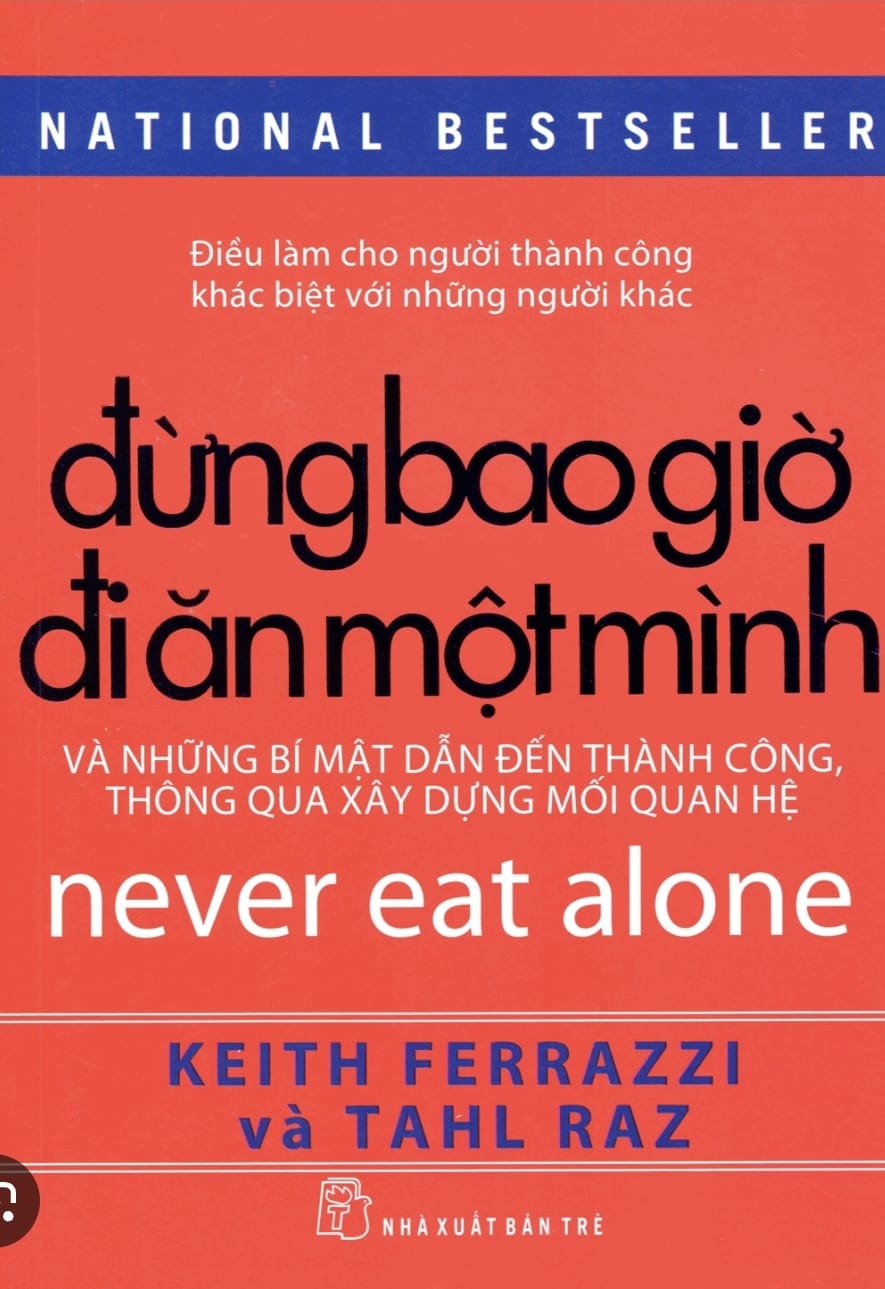 NATIONAL BESTSELLER
Điều làm cho người thành công
khác biệt với những người khác
đừng bao giờ
đi ăn một mình
VÀ NHỮNG BÍ MẬT DẪN ĐẾN THÀNH CÔNG,
THÔNG QUA XÂY DỰNG MỐI QUAN HỆ
never eat alone
KEITH FERRAZZI
và TAHL RAZ
T
NHÀ XUẤT BẢN TRẺ